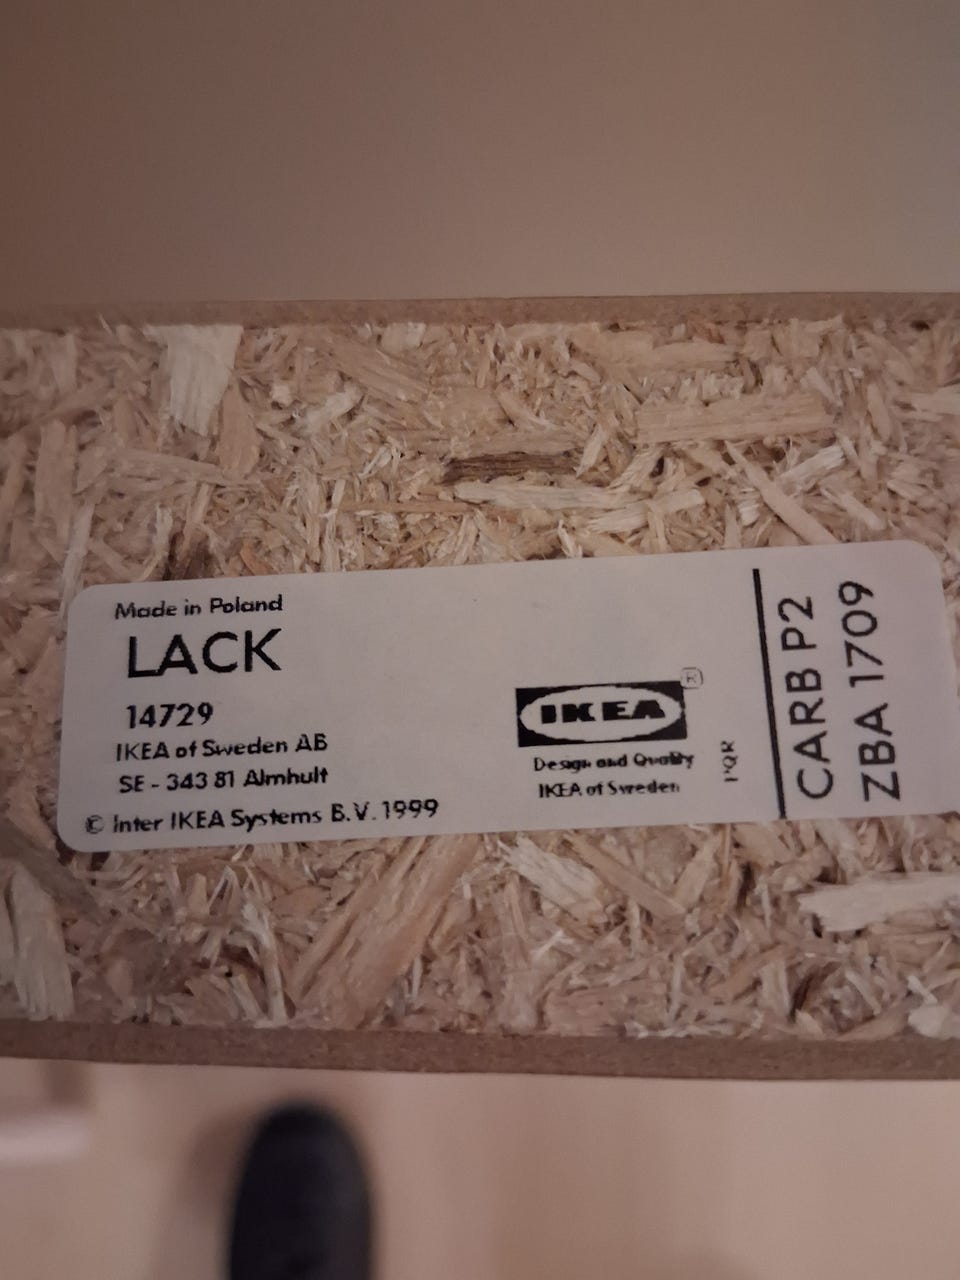 Made in Poland
LACK
14729
IKEA of Sweden AB
SE - 343 81 Almhult
© Inter IKEA Systems B.V. 1999
IKEA ®
Design and Quality
IKEA of Sweden
PQR
CARB P2
ZBA 1709